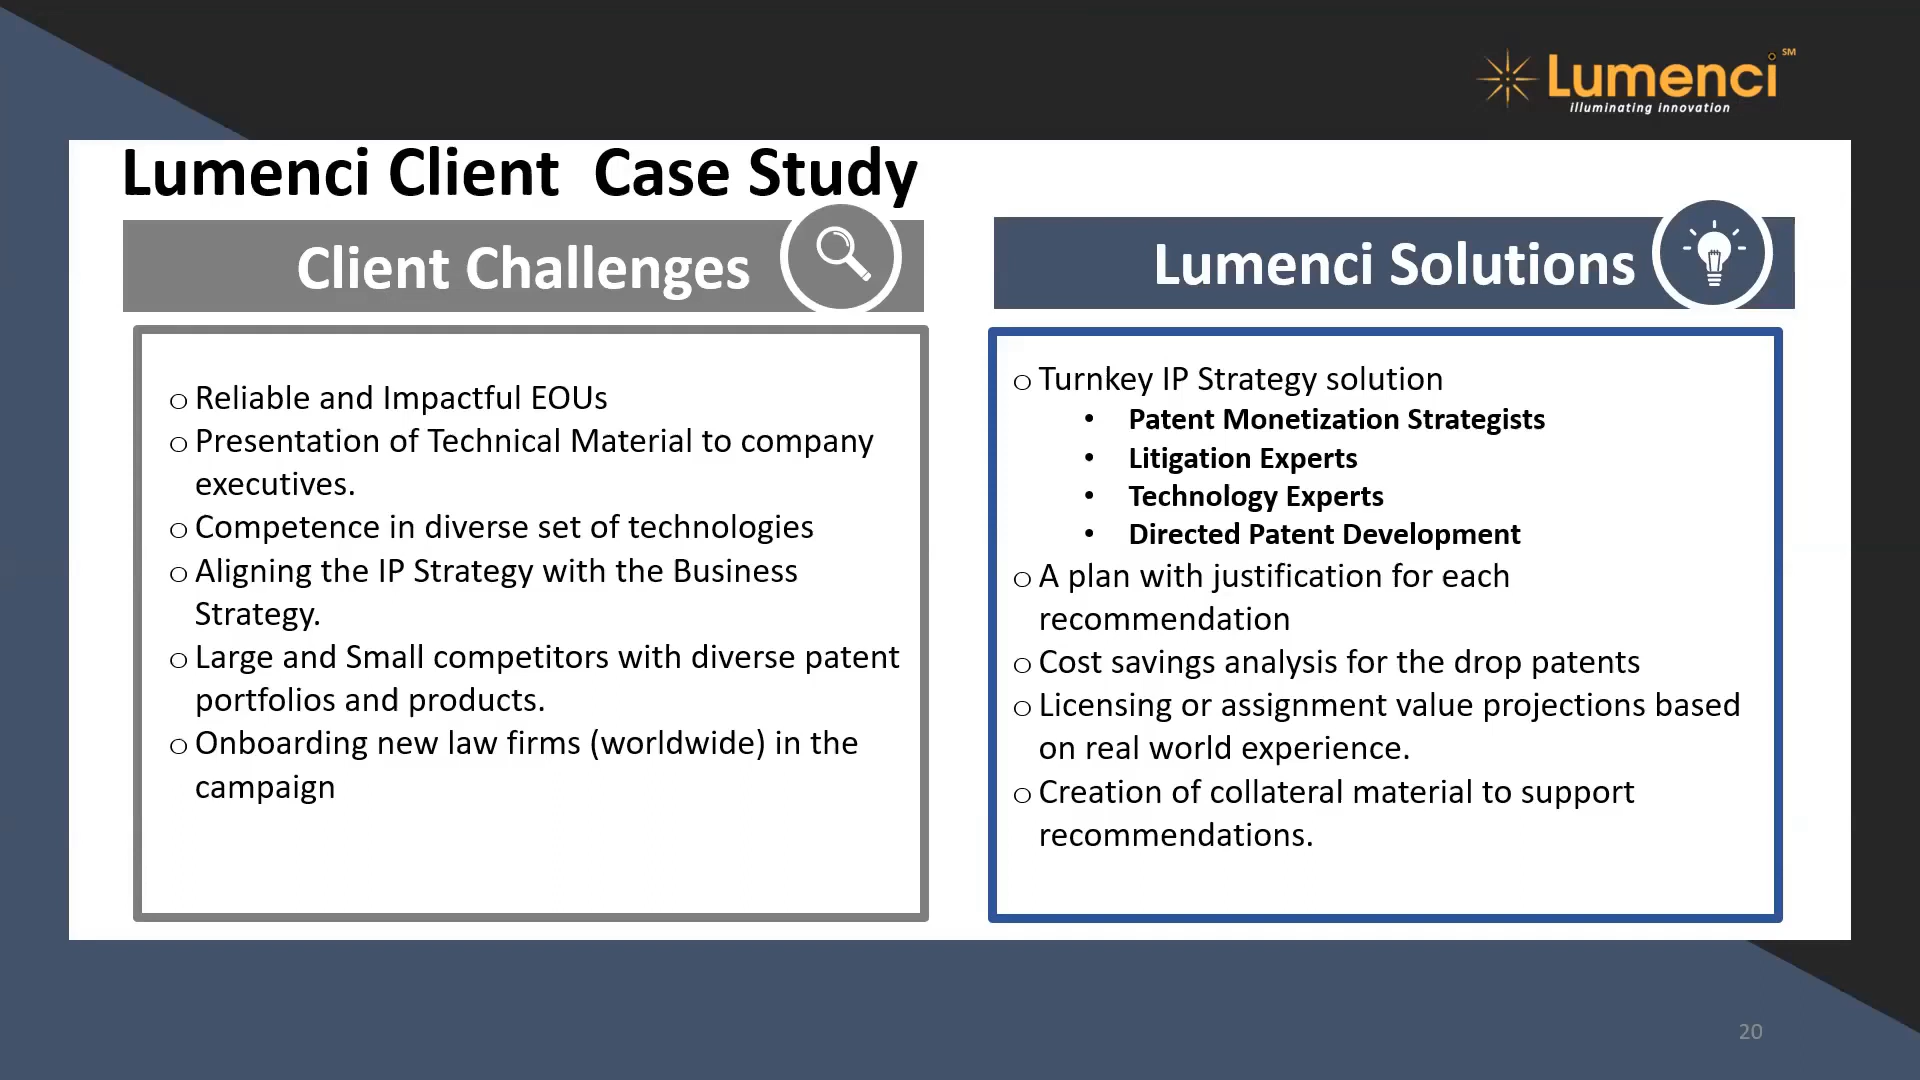 Lumenci SM
illuminating innovation
Lumenci Client Case Study
Client Challenges
o Reliable and Impactful EOUs
o Presentation of Technical Material to company
executives.
o Competence in diverse set of technologies
o Aligning the IP Strategy with the Business
Strategy.
o Large and Small competitors with diverse patent
portfolios and products.
o Onboarding new law firms (worldwide) in the
campaign
Lumenci Solutions
o Turnkey IP Strategy solution
• Patent Monetization Strategists
• Litigation Experts
• Technology Experts
• Directed Patent Development
o A plan with justification for each
recommendation
o Cost savings analysis for the drop patents
o Licensing or assignment value projections based
on real world experience.
o Creation of collateral material to support
recommendations.
20